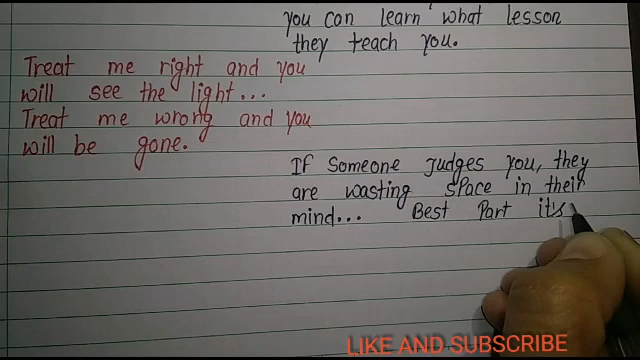 you can learn what lesson
they teach you.
Treat me right and you
will see the light...
Treat me wrong and you
will be gone.
If someone judges you, they
are wasting space in their
mind... Best Part it's
LIKE AND SUBSCRIBE